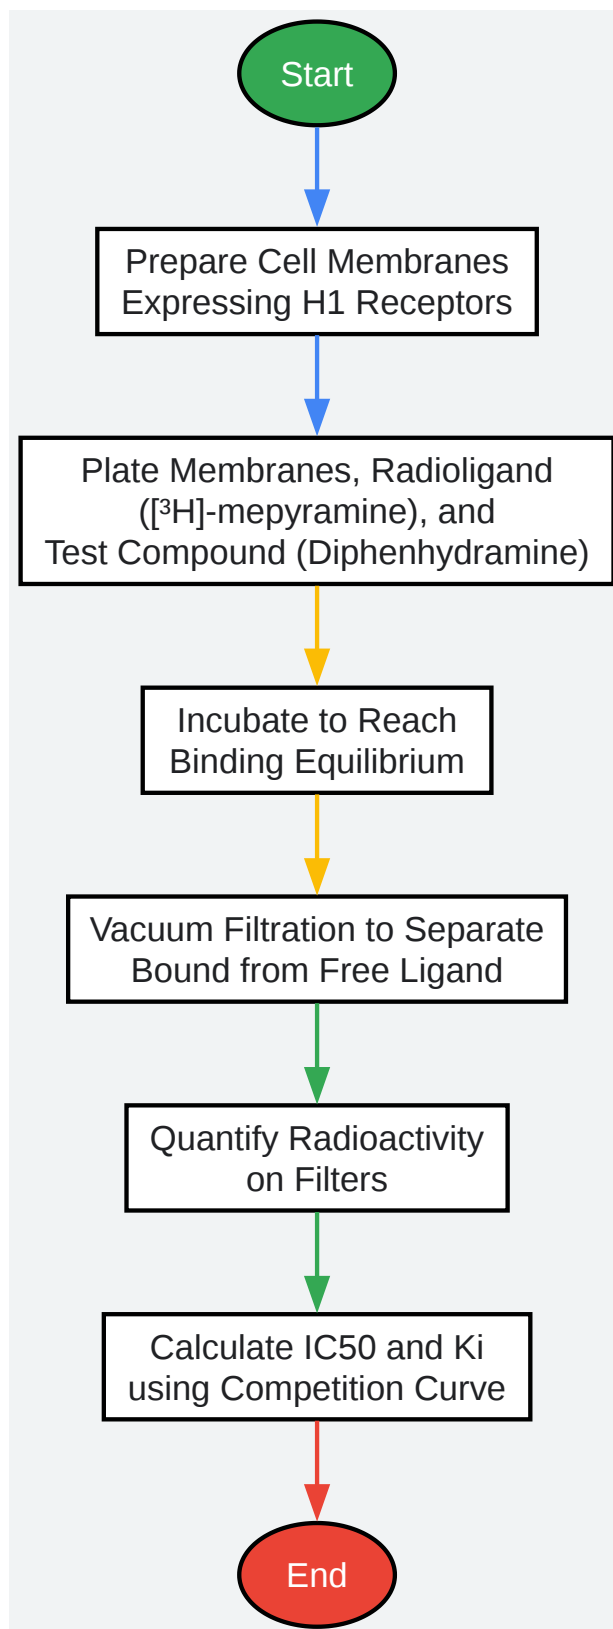 Start
Prepare Cell Membranes
Expressing H1 Receptors
Plate Membranes, Radioligand
([³H]-mepyramine), and
Test Compound (Diphenhydramine)
Incubate to Reach
Binding Equilibrium
Vacuum Filtration to Separate
Bound from Free Ligand
Quantify Radioactivity
on Filters
Calculate IC50 and Ki
using Competition Curve
End